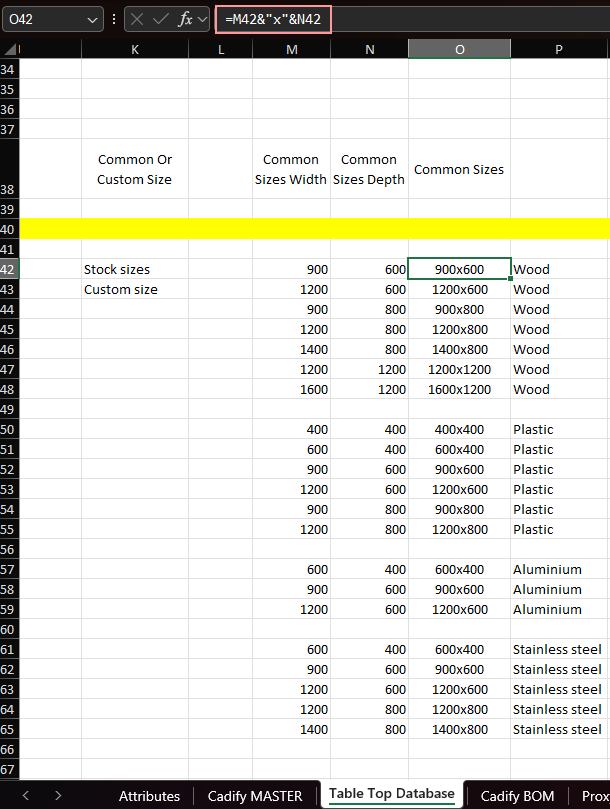 O42 =M42&"x"&N42
K L M N O P
34
35
36
37
Common Or Common Common
Custom Size Sizes Width Sizes Depth Common Sizes
38
39
40
41
42 Stock sizes 900 600 900x600 Wood
43 Custom size 1200 600 1200x600 Wood
44 900 800 900x800 Wood
45 1200 800 1200x800 Wood
46 1400 800 1400x800 Wood
47 1200 1200 1200x1200 Wood
48 1600 1200 1600x1200 Wood
49
50 400 400 400x400 Plastic
51 600 400 600x400 Plastic
52 900 600 900x600 Plastic
53 1200 600 1200x600 Plastic
54 900 800 900x800 Plastic
55 1200 800 1200x800 Plastic
56
57 600 400 600x400 Aluminium
58 900 600 900x600 Aluminium
59 1200 600 1200x600 Aluminium
60
61 600 400 600x400 Stainless steel
62 900 600 900x600 Stainless steel
63 1200 600 1200x600 Stainless steel
64 1200 800 1200x800 Stainless steel
65 1400 800 1400x800 Stainless steel
66
67
Attributes Cadify MASTER Table Top Database Cadify BOM Prox